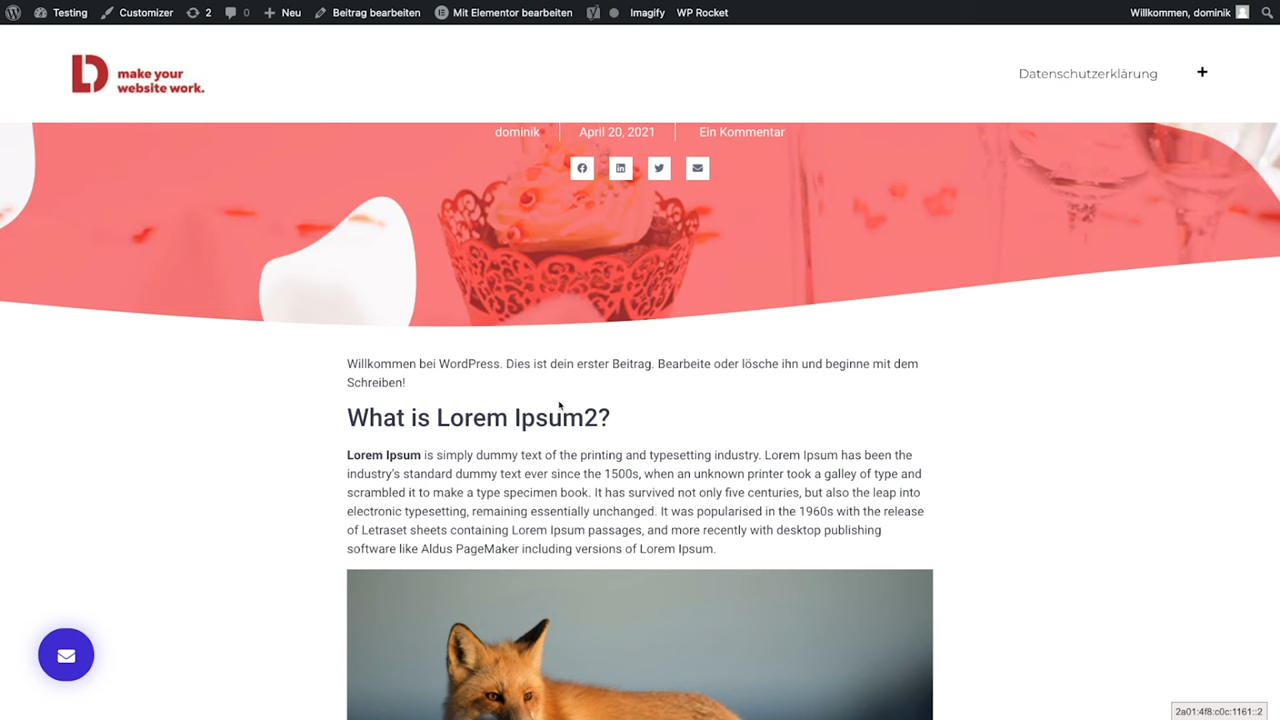 Testing Customizer 2 0 Neu Beitrag bearbeiten Mit Elementor bearbeiten Imagify WP Rocket Willkommen, dominik
LD make your
website work.
Datenschutzerklärung +
dominik April 20, 2021 Ein Kommentar
Willkommen bei WordPress. Dies ist dein erster Beitrag. Bearbeite oder lösche ihn und beginne mit dem
Schreiben!
What is Lorem Ipsum2?
Lorem Ipsum is simply dummy text of the printing and typesetting industry. Lorem Ipsum has been the
industry’s standard dummy text ever since the 1500s, when an unknown printer took a galley of type and
scrambled it to make a type specimen book. It has survived not only five centuries, but also the leap into
electronic typesetting, remaining essentially unchanged. It was popularised in the 1960s with the release
of Letraset sheets containing Lorem Ipsum passages, and more recently with desktop publishing
software like Aldus PageMaker including versions of Lorem Ipsum.
2a01:4f8:c0c:1161::2